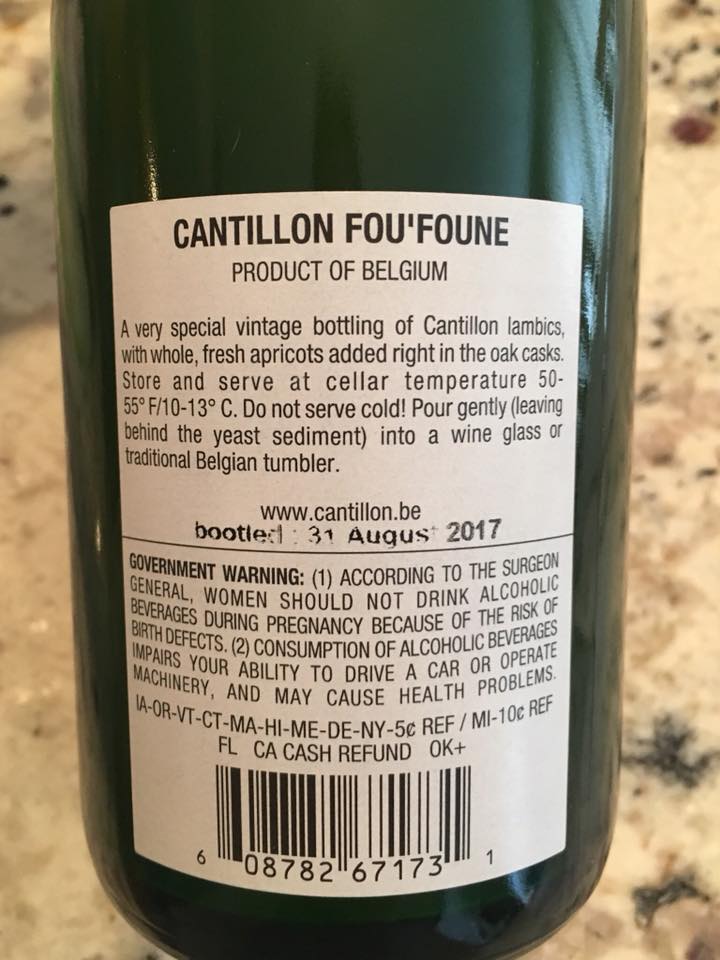 CANTILLON FOU'FOUNE
PRODUCT OF BELGIUM
A very special vintage bottling of Cantillon lambics,
with whole, fresh apricots added right in the oak casks.
Store and serve at cellar temperature 50-
55° F/10-13° C. Do not serve cold! Pour gently (leaving
behind the yeast sediment) into a wine glass or
traditional Belgian tumbler.
www.cantillon.be
bootled : 31 Augus 2017
GOVERNMENT WARNING: (1) ACCORDING TO THE SURGEON
GENERAL, WOMEN SHOULD NOT DRINK ALCOHOLIC
BEVERAGES DURING PREGNANCY BECAUSE OF THE RISK OF
BIRTH DEFECTS. (2) CONSUMPTION OF ALCOHOLIC BEVERAGES
IMPAIRS YOUR ABILITY TO DRIVE A CAR OR OPERATE
MACHINERY, AND MAY CAUSE HEALTH PROBLEMS.
IA-OR-VT-CT-MA-HI-ME-DE-NY-5¢ REF / MI-10¢ REF
FL CA CASH REFUND OK+
6 08782 67173 1